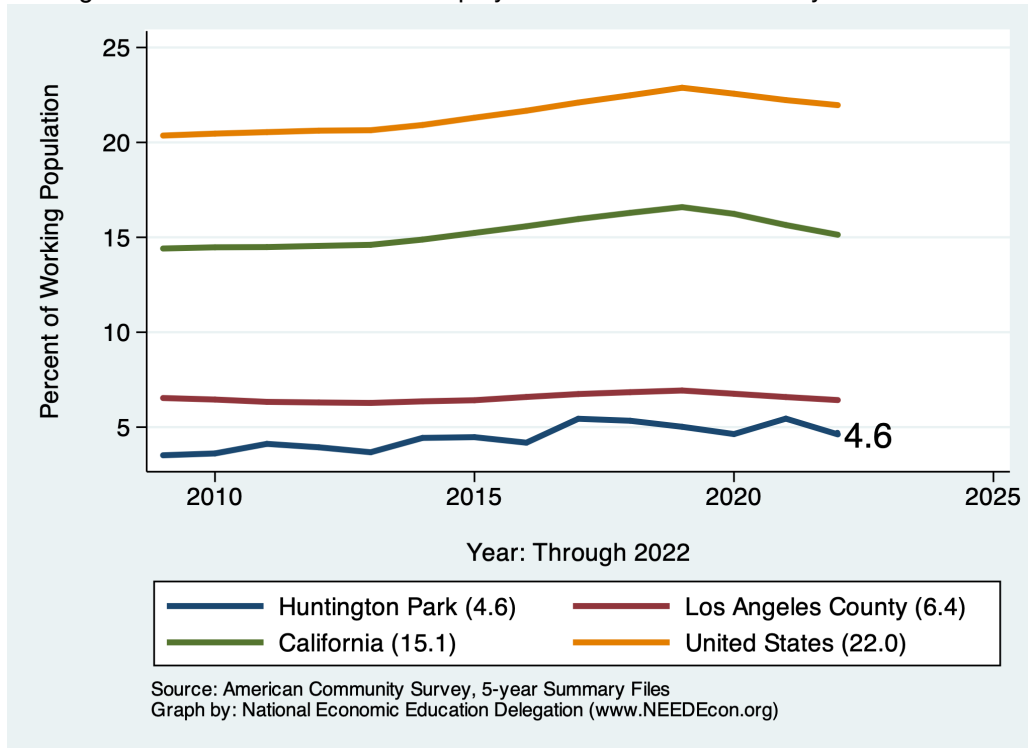 25
20
15
10
5
Percent of Working Population
4.6
2010 2015 2020 2025
Year: Through 2022
Huntington Park (4.6) Los Angeles County (6.4)
California (15.1) United States (22.0)
Source: American Community Survey, 5-year Summary Files
Graph by: National Economic Education Delegation (www.NEEDEcon.org)